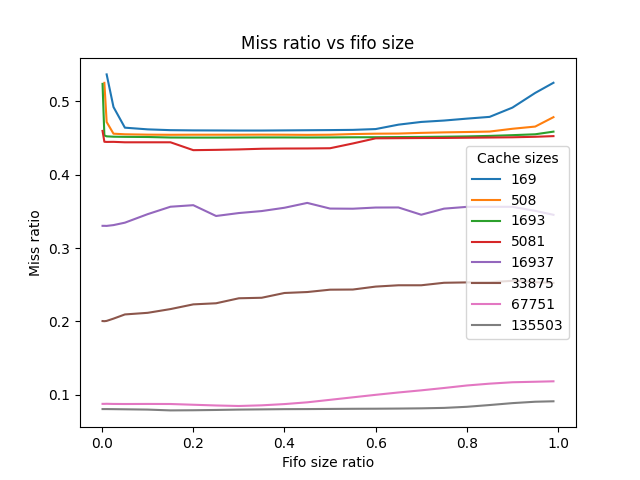 Miss ratio vs fifo size
Miss ratio
0.5
0.4
0.3
0.2
0.1
Cache sizes
169
508
1693
5081
16937
33875
67751
135503
0.0 0.2 0.4 0.6 0.8 1.0
Fifo size ratio